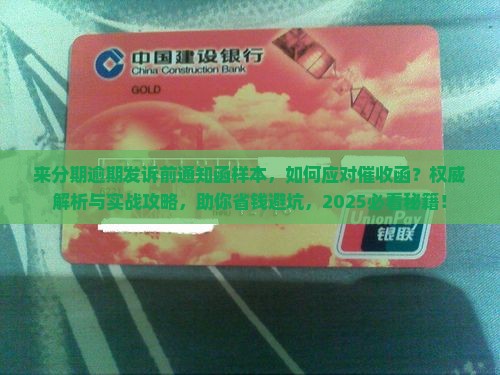 中国建设银行
China Construction Bank
GOLD
来分期逾期发诉前通知函样本，如何应对催收函？权威
解析与实战攻略，助你省钱避坑，2025必看秘籍！
UnionPay
银联